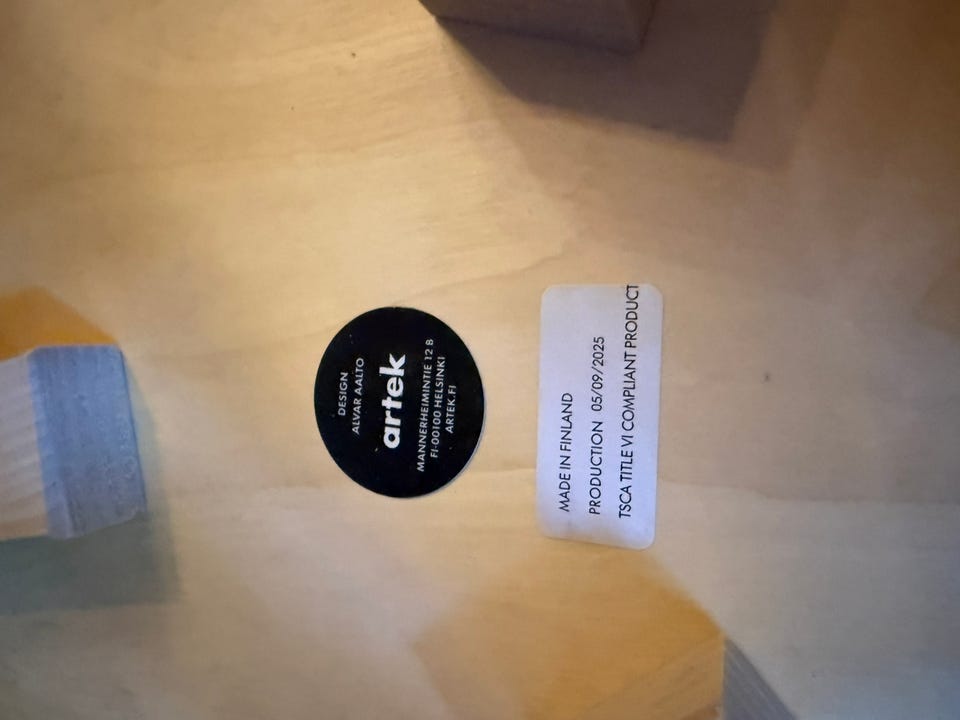 DESIGN
ALVAR AALTO
artek
MANNERHEIMINTIE 12 B
FI-00100 HELSINKI
ARTEK.FI
MADE IN FINLAND
PRODUCTION 05/09/2025
TSCA TITLE VI COMPLIANT PRODUCT